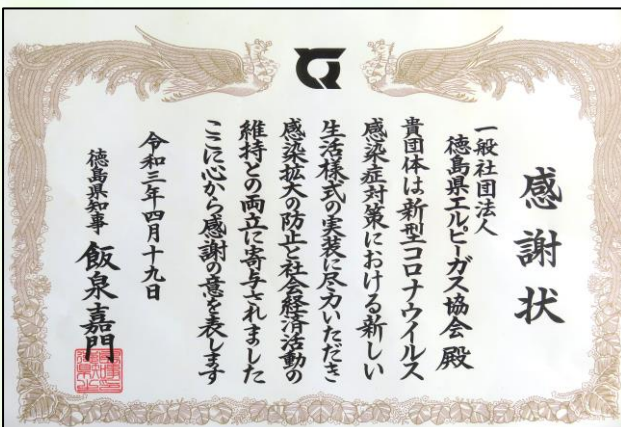 感謝状
一般社団法人
徳島県エルピーガス協会 殿
貴団体は新型コロナウイルス
感染症対策における新しい
生活様式の実装に尽力いただき
感染拡大の防止と社会経済活動の
維持との両立に寄与されました
ここに心から感謝の意を表します
令和三年四月十九日
徳島県知事 飯泉嘉門